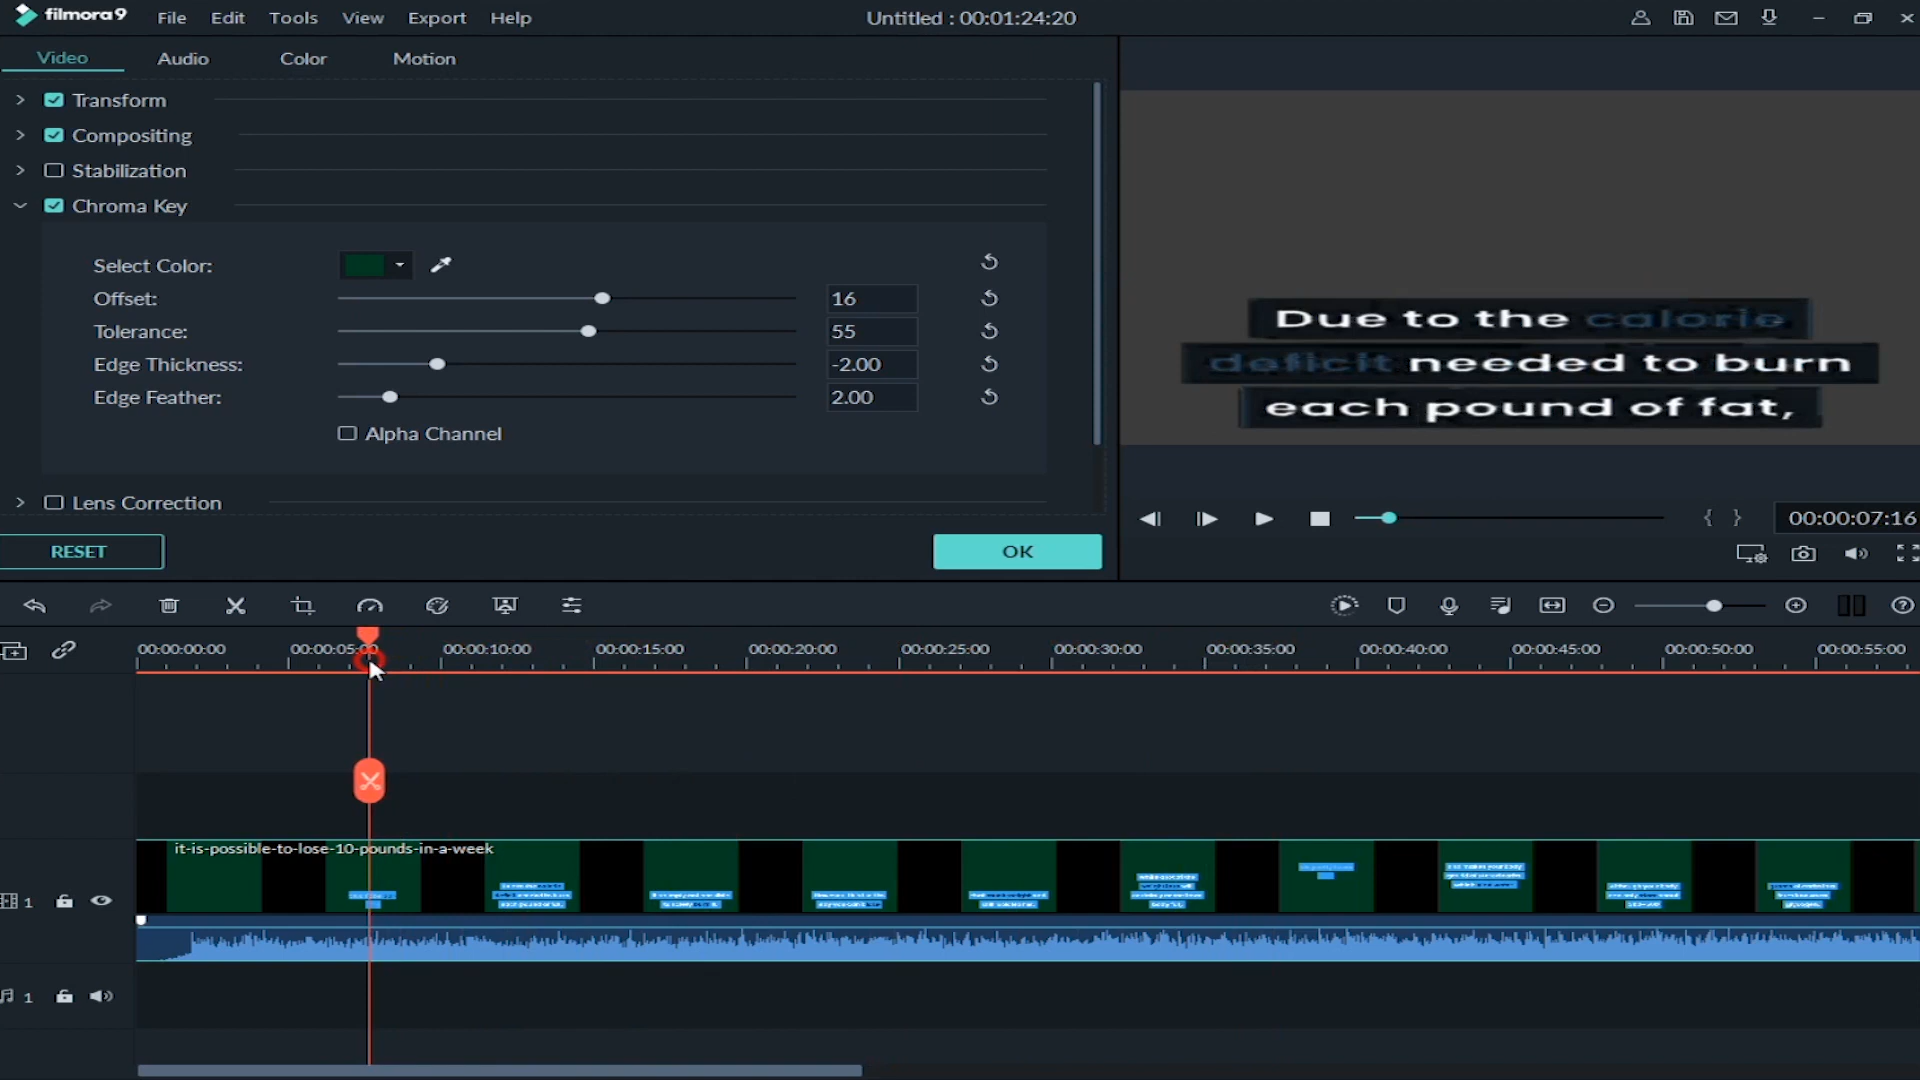 filmora9 File Edit Tools View Export Help Untitled : 00:01:24:20
Video Audio Color Motion
Transform
Compositing
Stabilization
Chroma Key
Select Color:
Offset: 16
Tolerance: 55
Edge Thickness: -2.00
Edge Feather: 2.00
Alpha Channel
Lens Correction
RESET OK
Due to the calorie
deficit needed to burn
each pound of fat,
00:00:07:16
00:00:00:00 00:00:05:00 00:00:10:00 00:00:15:00 00:00:20:00 00:00:25:00 00:00:30:00 00:00:35:00 00:00:40:00 00:00:45:00 00:00:50:00 00:00:55:00
it-is-possible-to-lose-10-pounds-in-a-week
1
1